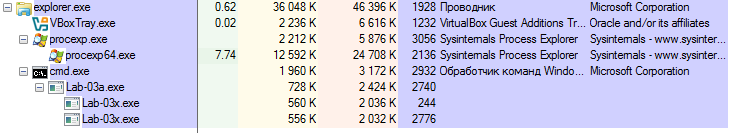 explorer.exe 0.62 36 048 K 46 396 K 1928 Проводник Microsoft Corporation
VBoxTray.exe 0.02 2 236 K 6 616 K 1232 VirtualBox Guest Additions Tr... Oracle and/or its affiliates
procexp.exe 2 212 K 5 876 K 3056 Sysinternals Process Explorer Sysinternals - www.sysinter...
procexp64.exe 7.74 12 592 K 24 708 K 2136 Sysinternals Process Explorer Sysinternals - www.sysinter...
cmd.exe 1 960 K 3 172 K 2932 Обработчик команд Windo... Microsoft Corporation
Lab-03a.exe 728 K 2 424 K 2740
Lab-03x.exe 560 K 2 036 K 244
Lab-03x.exe 556 K 2 032 K 2776